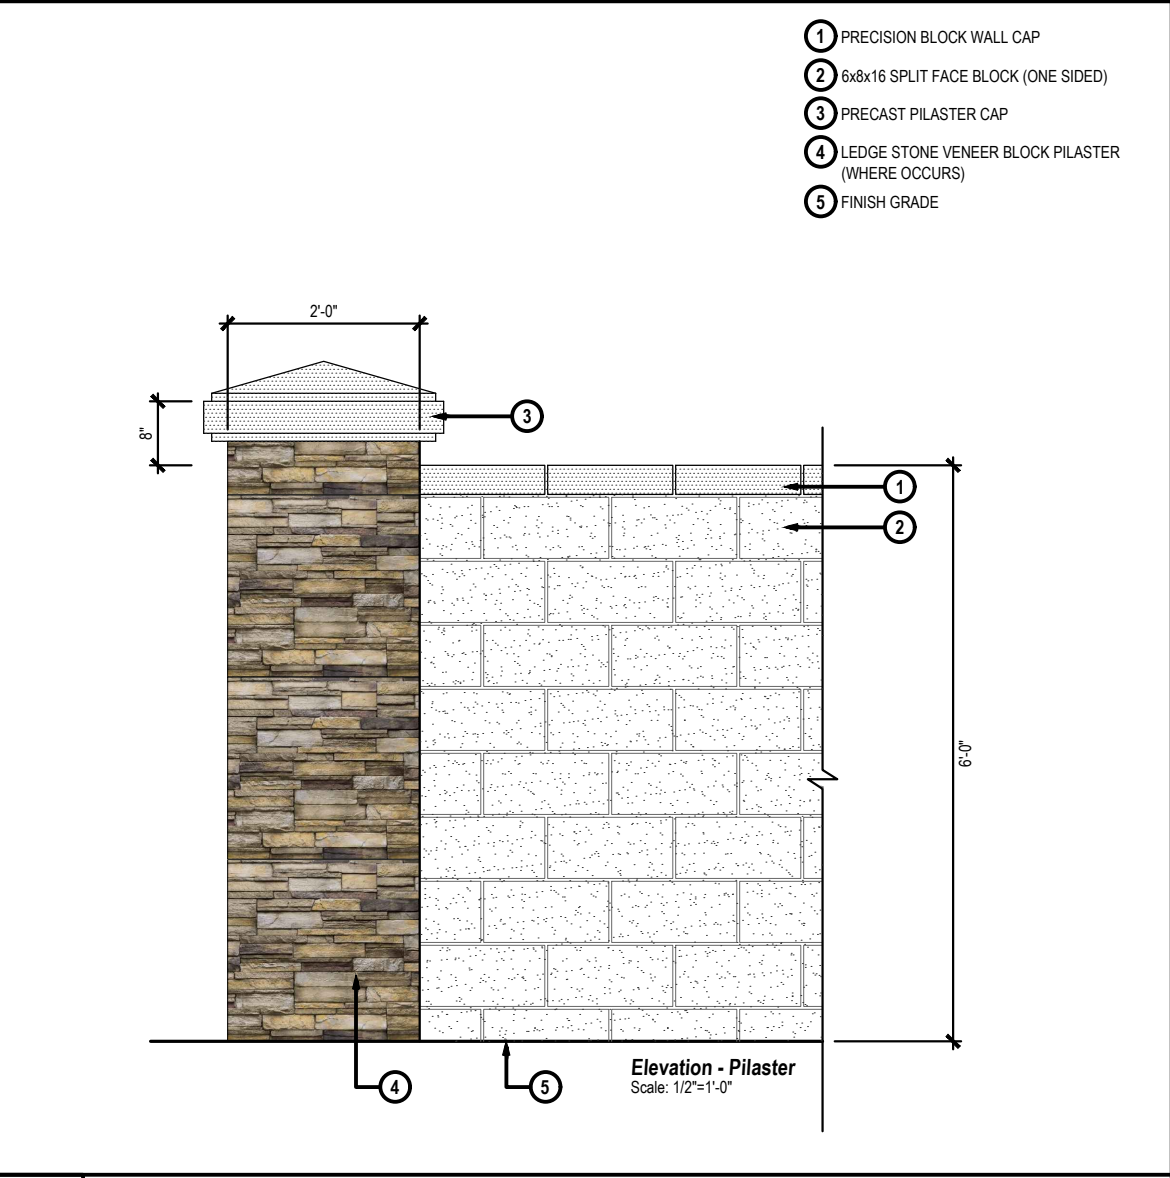 1 PRECISION BLOCK WALL CAP
2 6x8x16 SPLIT FACE BLOCK (ONE SIDED)
3 PRECAST PILASTER CAP
4 LEDGE STONE VENEER BLOCK PILASTER
(WHERE OCCURS)
5 FINISH GRADE
2'-0"
3
8"
1
2
6'-0"
Elevation - Pilaster
Scale: 1/2"=1'-0"
4
5